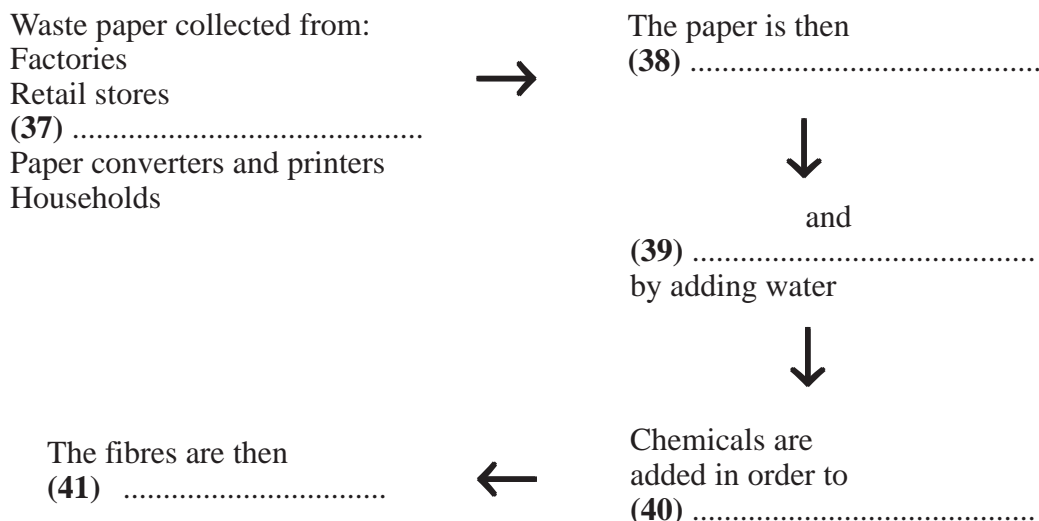 Waste paper collected from:
Factories
Retail stores
(37) ............................................
Paper converters and printers
Households
The paper is then
(38) ............................................
and
(39) ...........................................
by adding water
Chemicals are
added in order to
(40) ...........................................
The fibres are then
(41) .................................